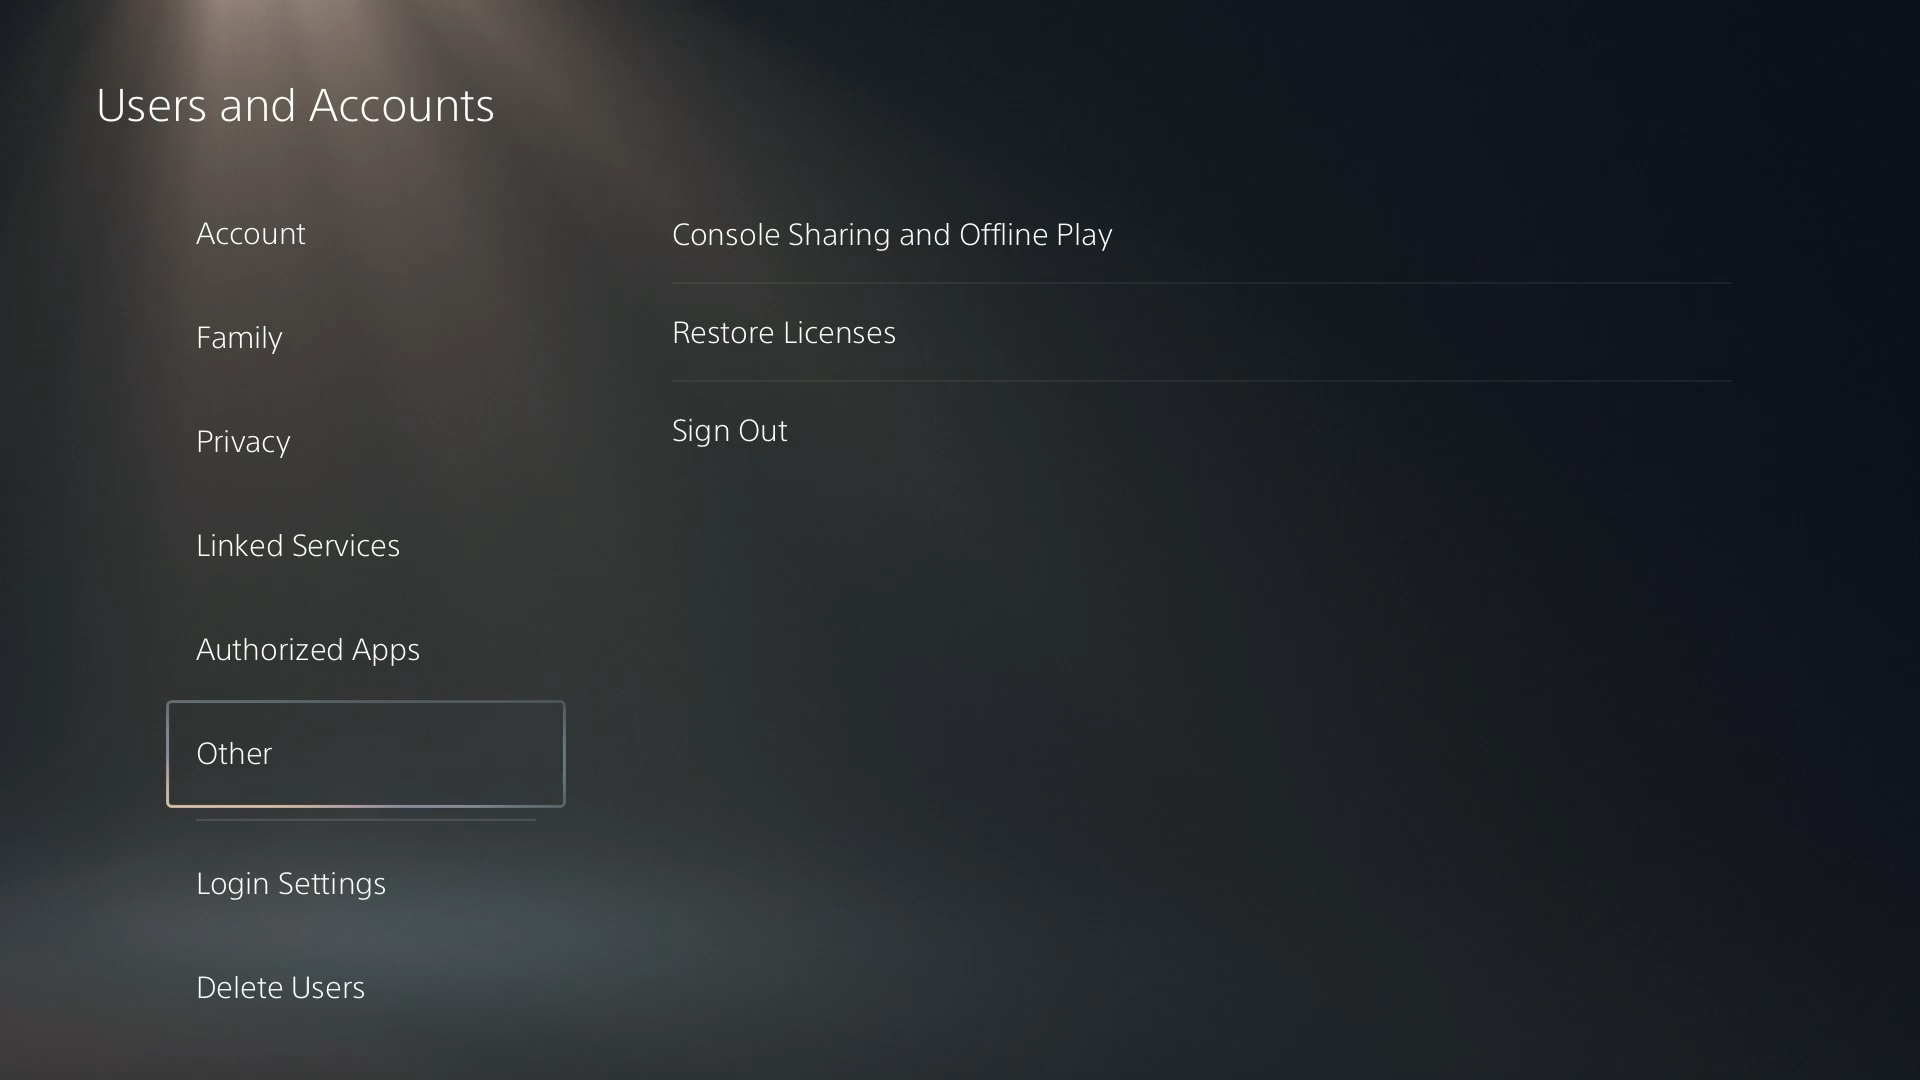 Users and Accounts
Account
Family
Privacy
Linked Services
Authorized Apps
Other
Login Settings
Delete Users
Console Sharing and Offline Play
Restore Licenses
Sign Out